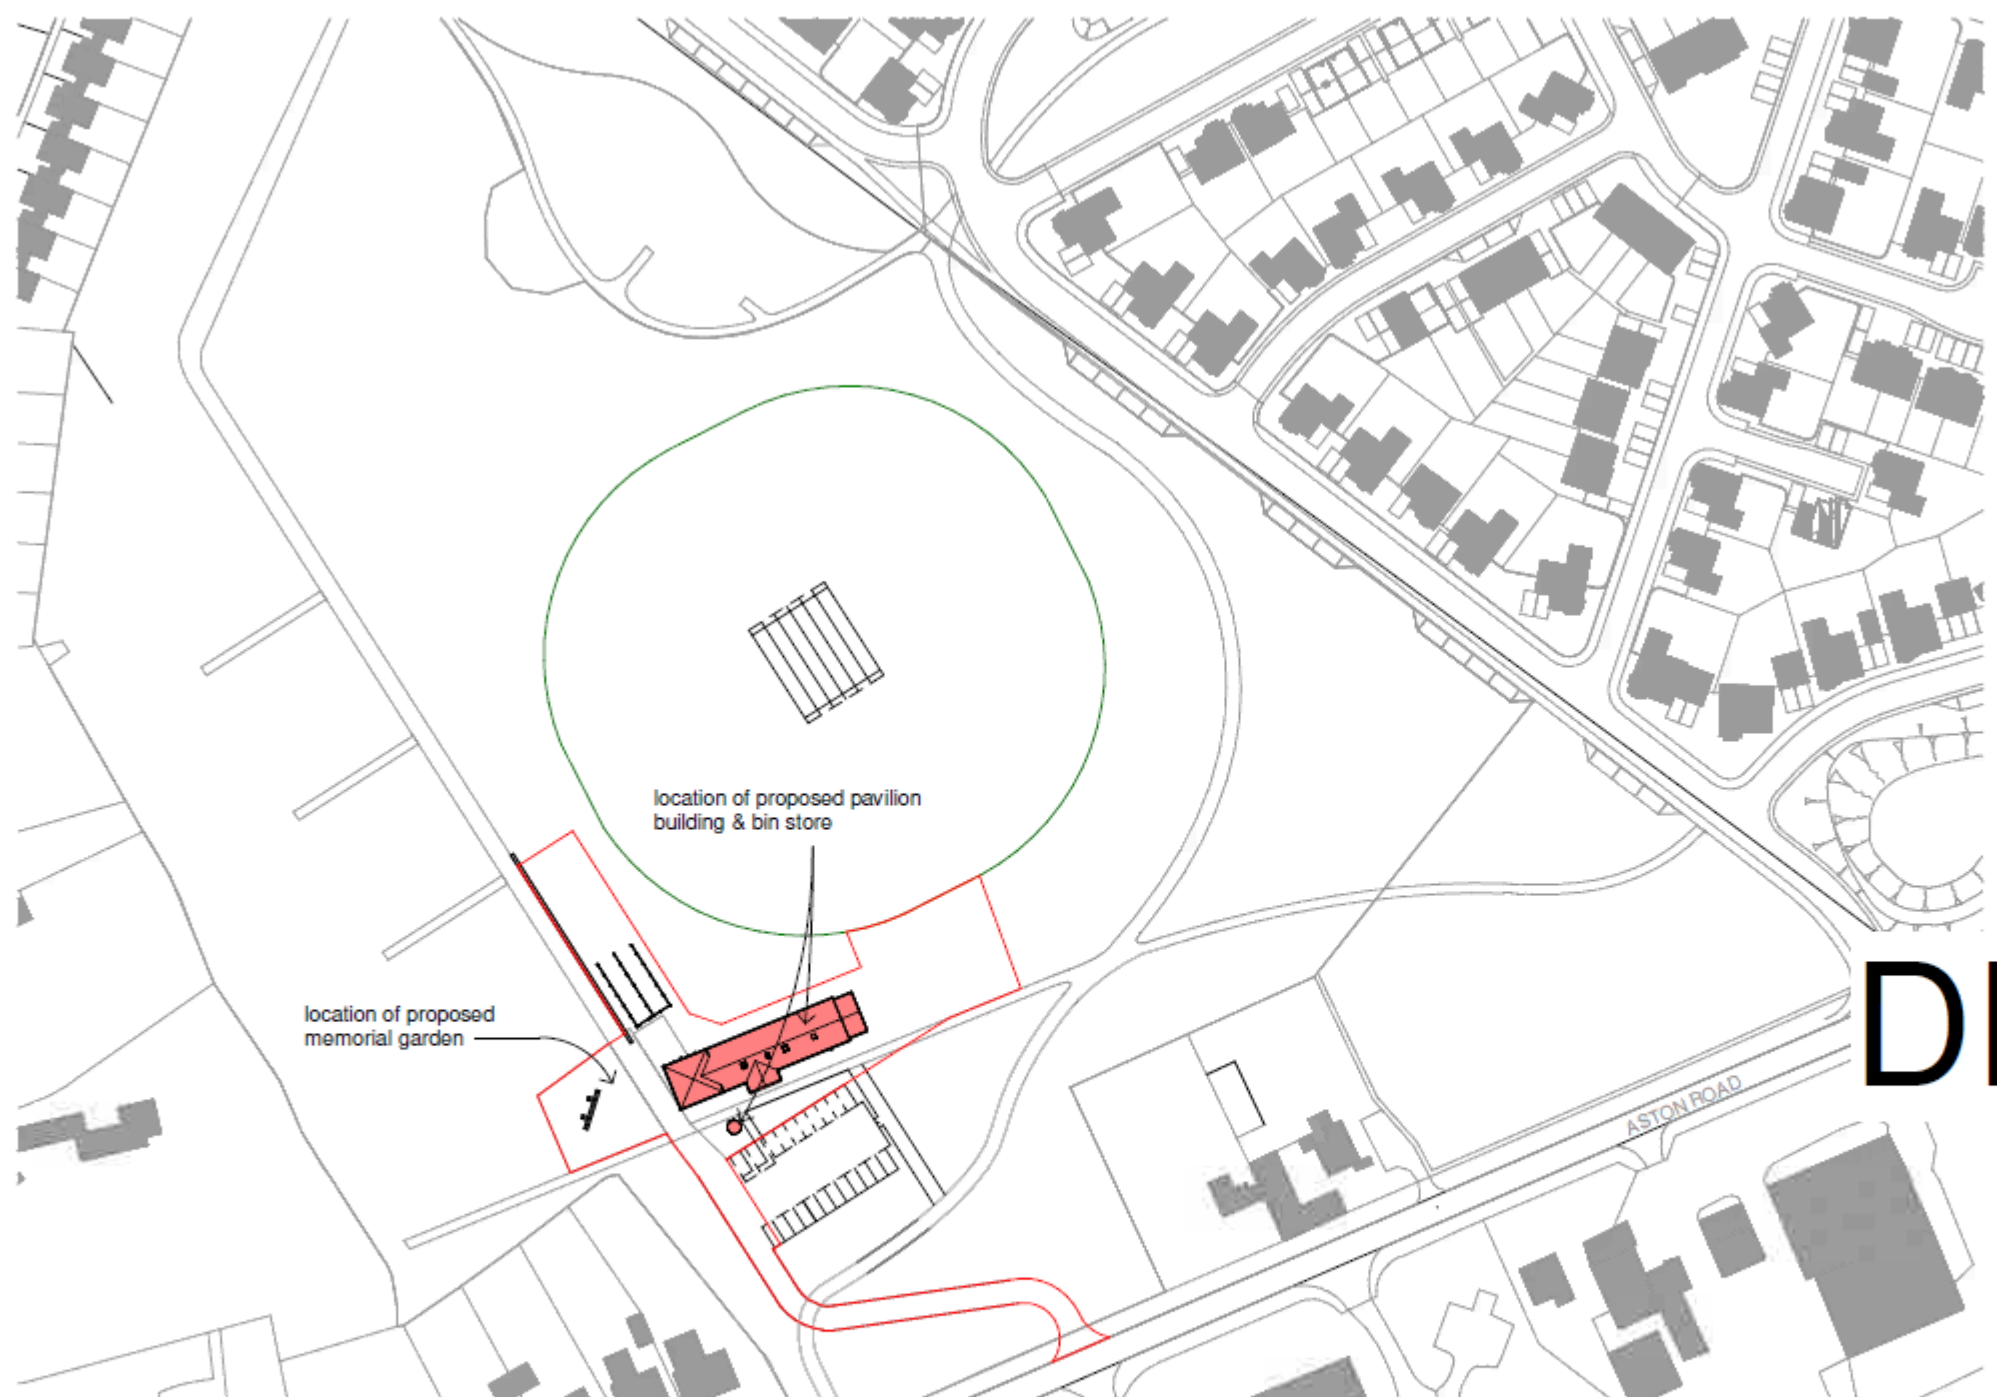 location of proposed pavilion
building & bin store
location of proposed
memorial garden
ASTON ROAD